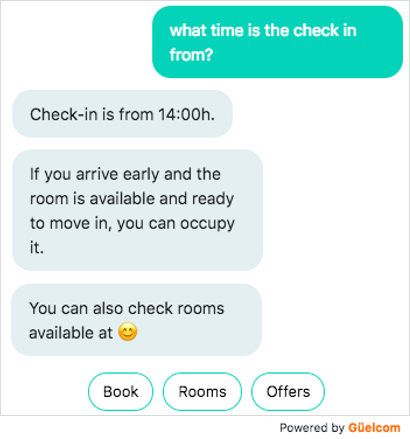 what time is the check in
from?
Check-in is from 14:00h.
If you arrive early and the
room is available and ready
to move in, you can occupy
it.
You can also check rooms
available at 😊
Book Rooms Offers
Powered by Güelcom